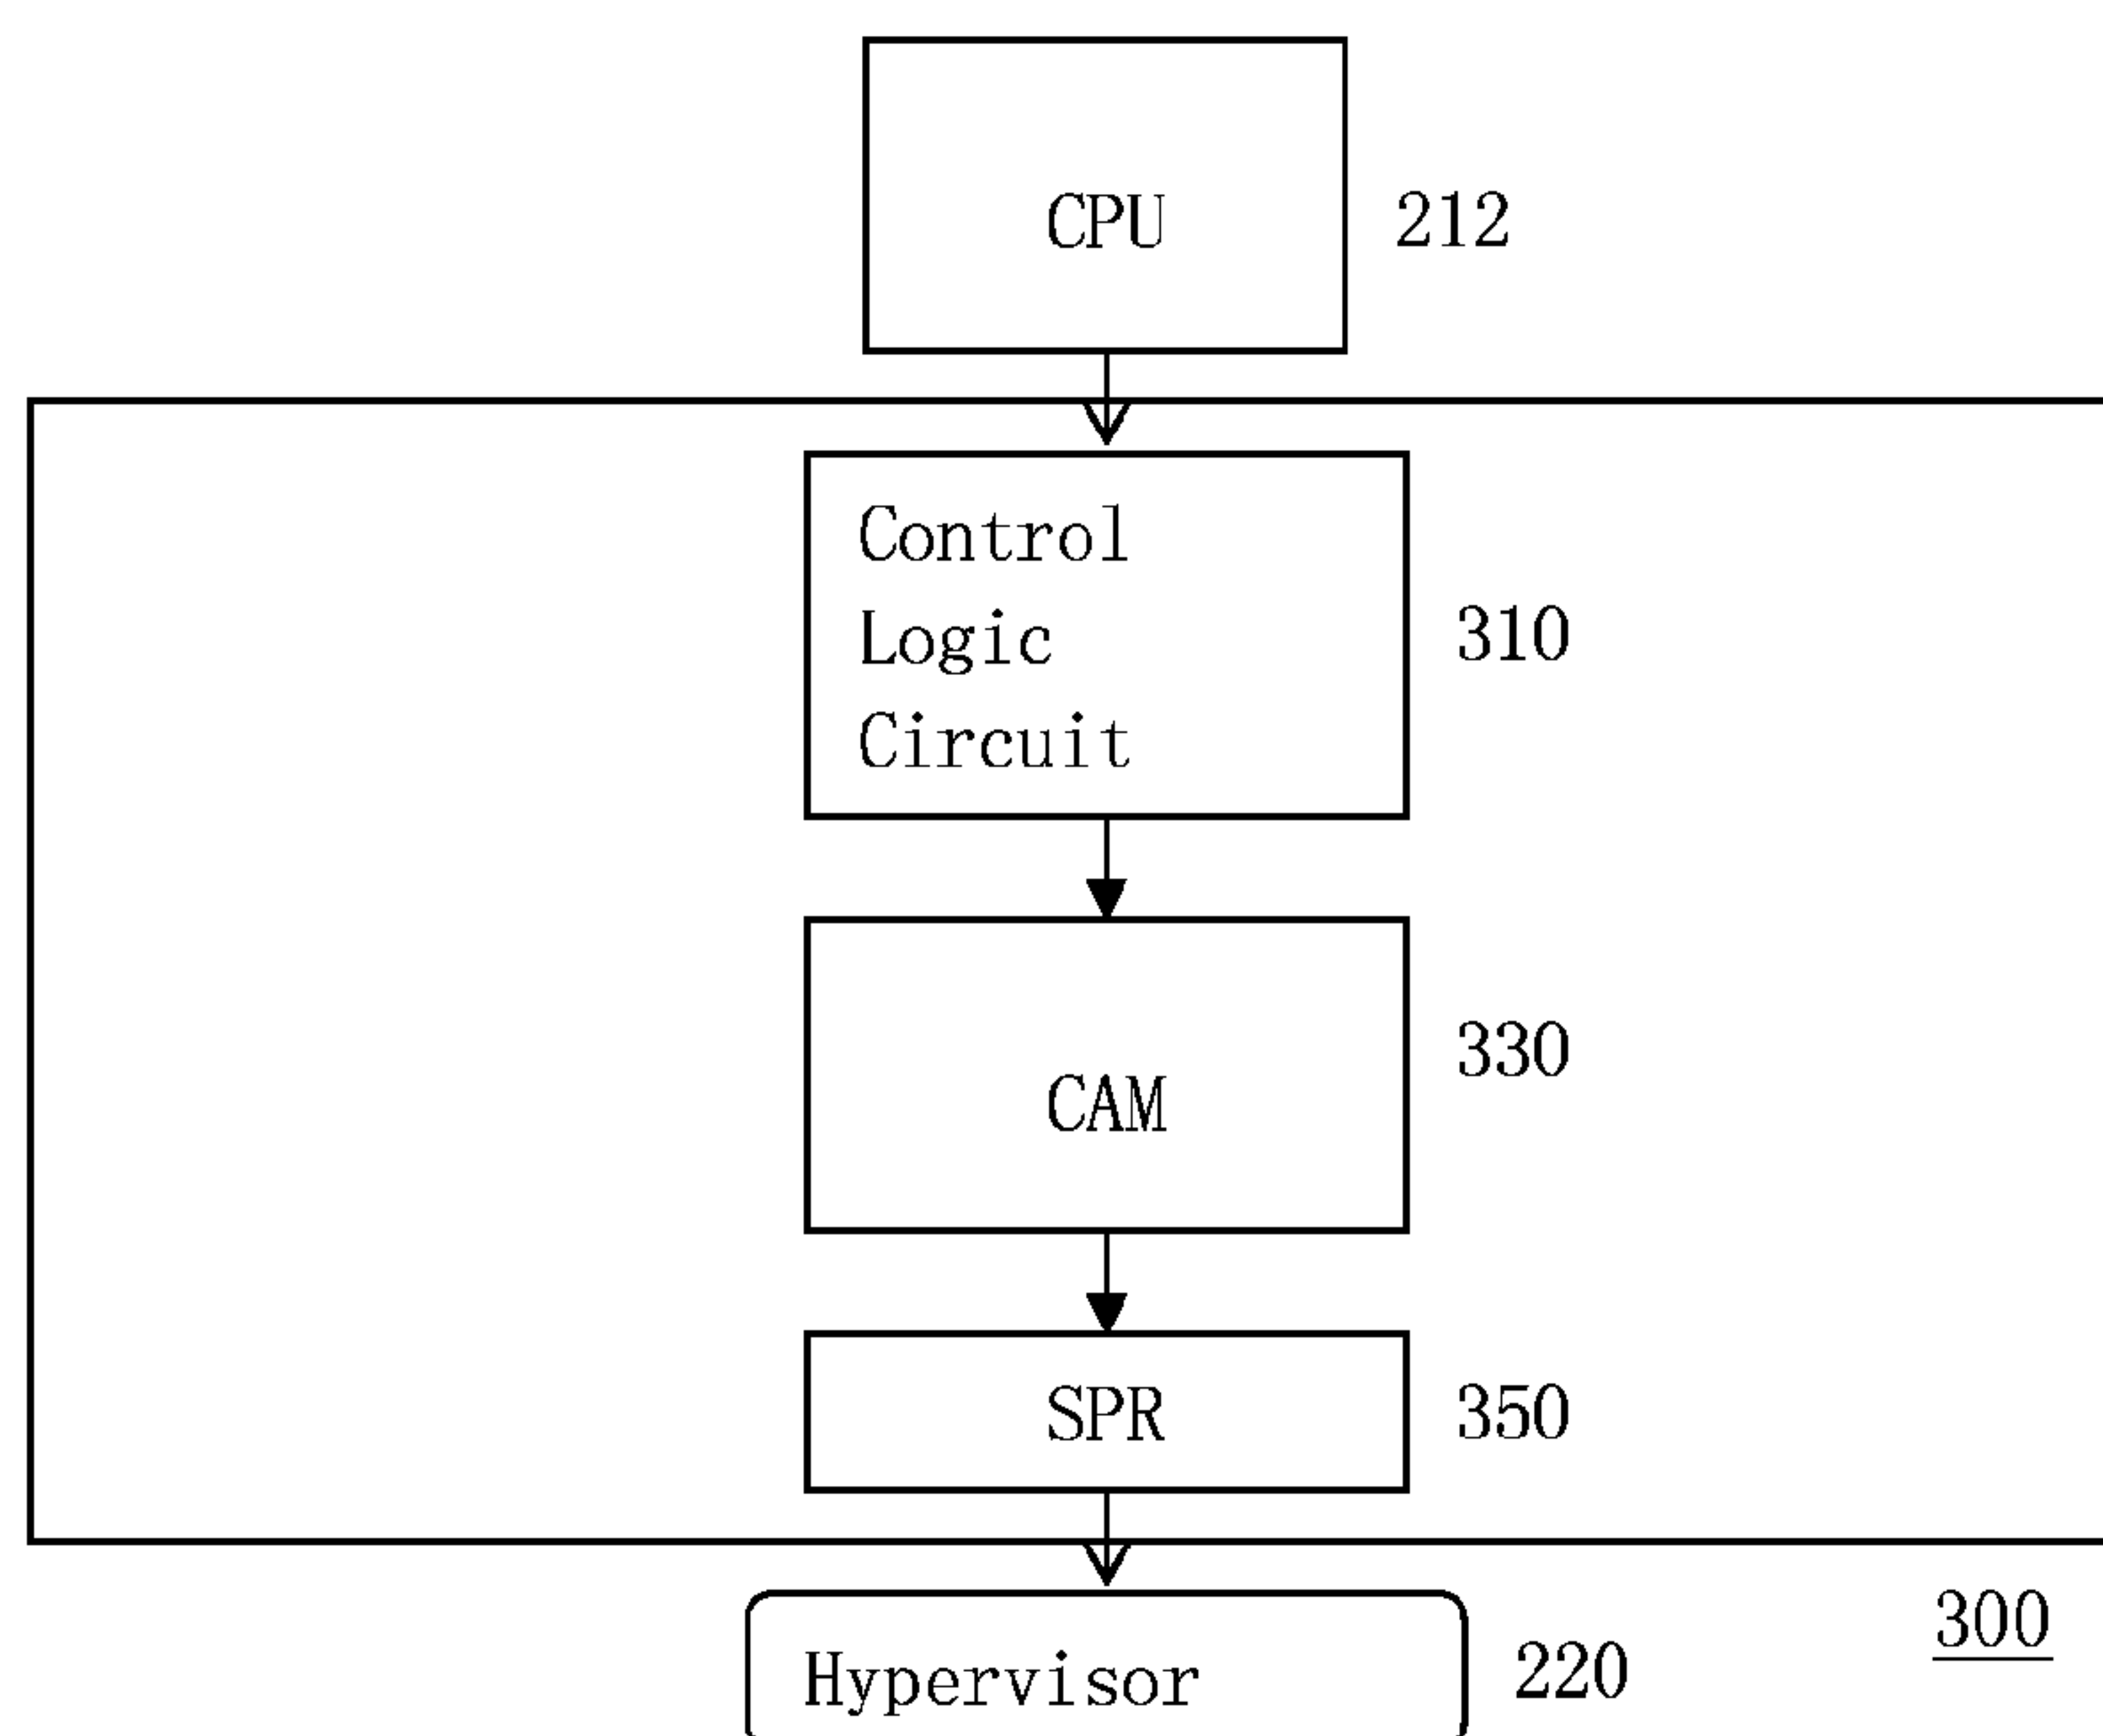 CPU 212
Control
Logic 310
Circuit
330
CAM
SPR 350
300
Hypervisor 220